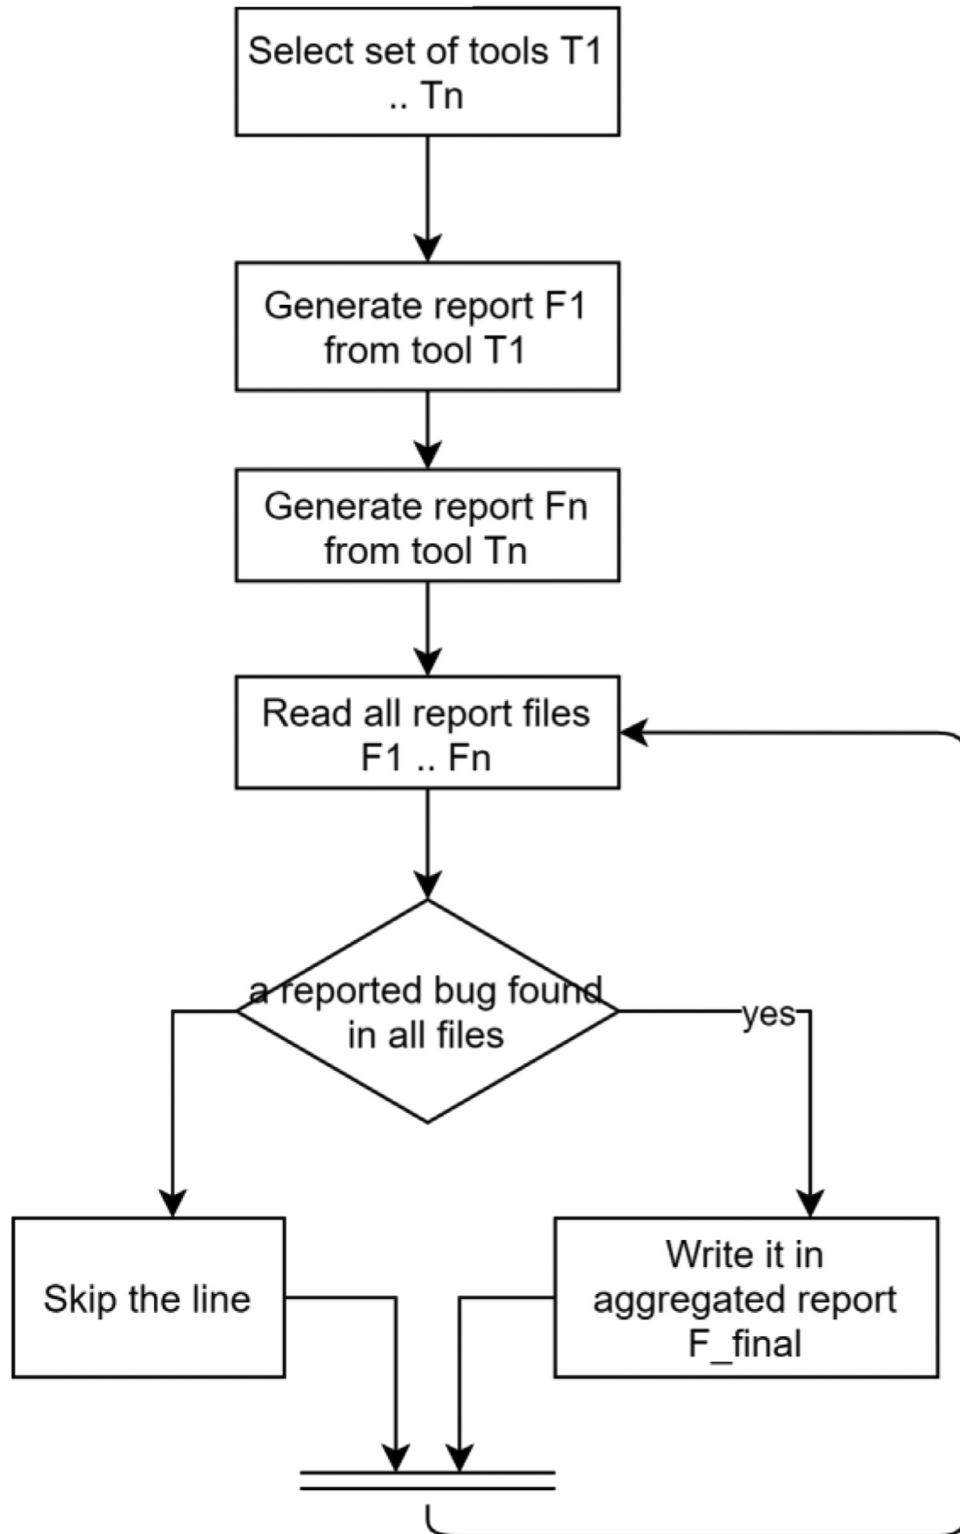 Select set of tools T1
.. Tn
Generate report F1
from tool T1
Generate report Fn
from tool Tn
Read all report files
F1 .. Fn
a reported bug found
in all files
yes
Skip the line
Write it in
aggregated report
F_final